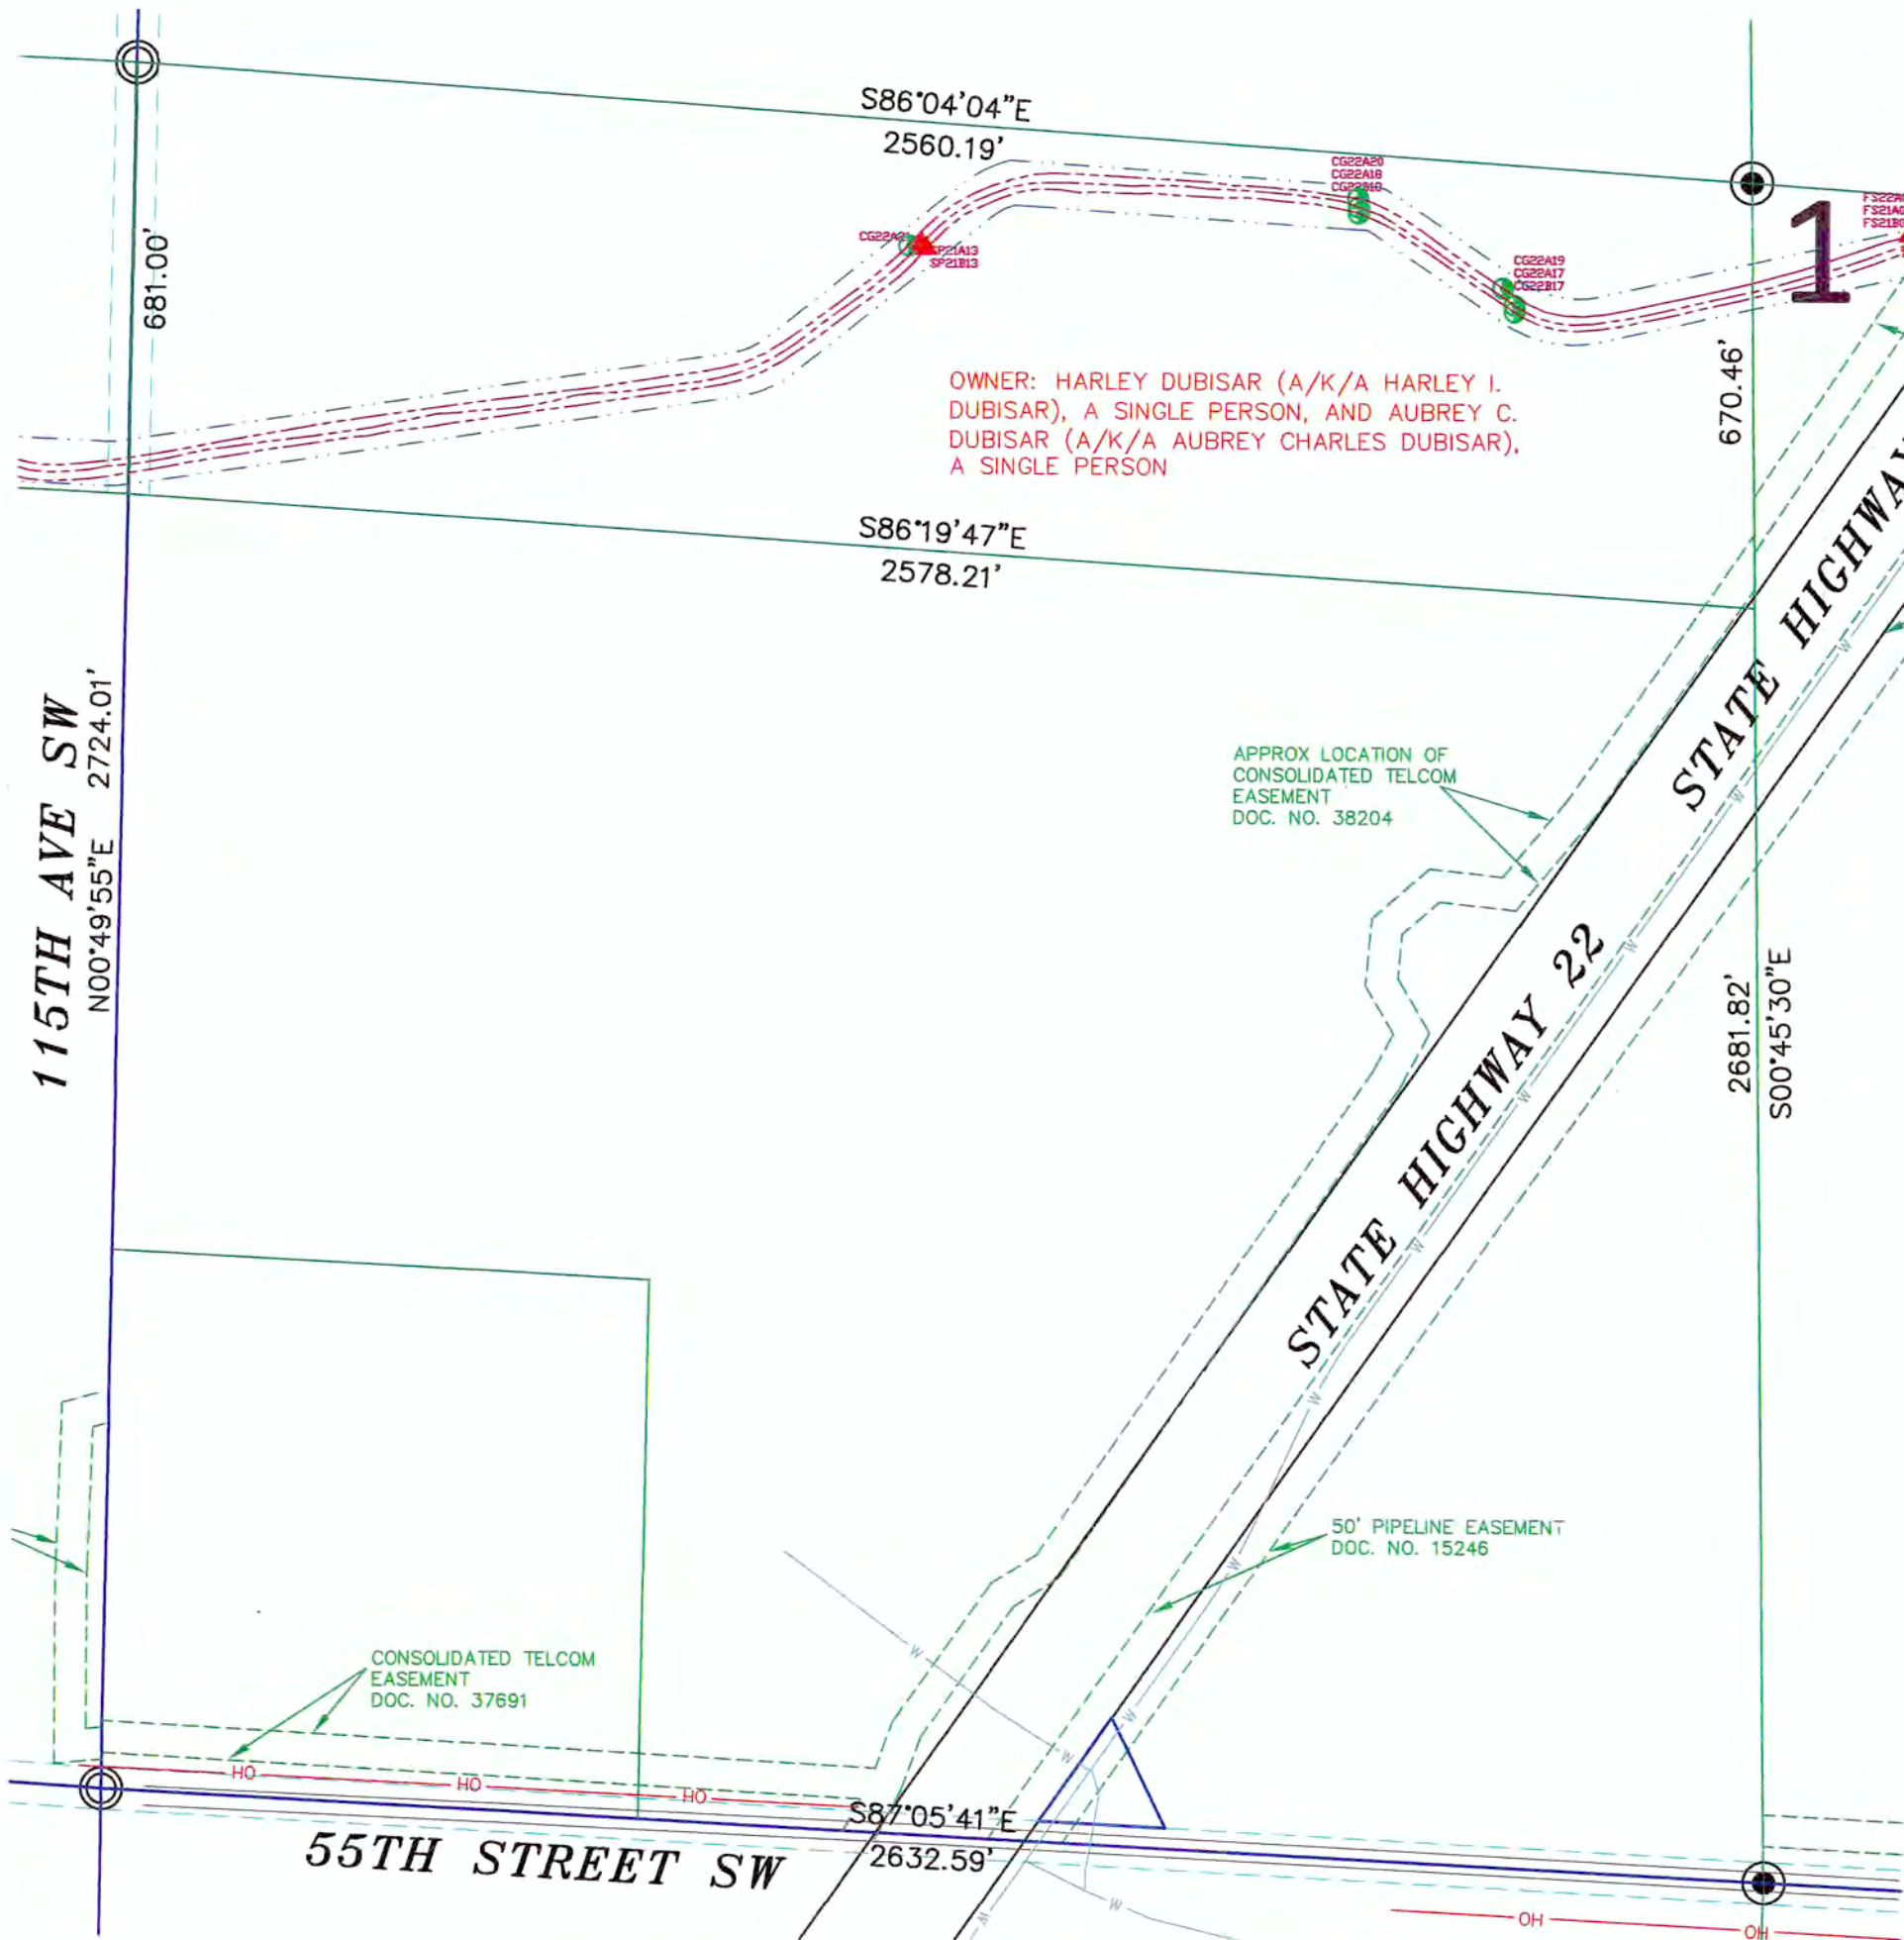 S86°04'04"E
2560.19'
681.00'
CG22A20
CG22A18
CG22B18
CG22A21
SP21A13
SP21B13
CG22A19
CG22A17
CG22B17
1
670.46'
OWNER: HARLEY DUBISAR (A/K/A HARLEY I.
DUBISAR), A SINGLE PERSON, AND AUBREY C.
DUBISAR (A/K/A AUBREY CHARLES DUBISAR),
A SINGLE PERSON
S86°19'47"E
2578.21'
115TH AVE SW
N00°49'55"E 2724.01'
STATE HIGHWAY
APPROX LOCATION OF
CONSOLIDATED TELCOM
EASEMENT
DOC. NO. 38204
STATE HIGHWAY 22
2681.82'
S00°45'30"E
W
W
W
W
W
W
W
50' PIPELINE EASEMENT
DOC. NO. 15246
CONSOLIDATED TELCOM
EASEMENT
DOC. NO. 37691
W
W
W
OH
OH
OH
S87°05'41"E
2632.59'
55TH STREET SW
W
W
OH
OH